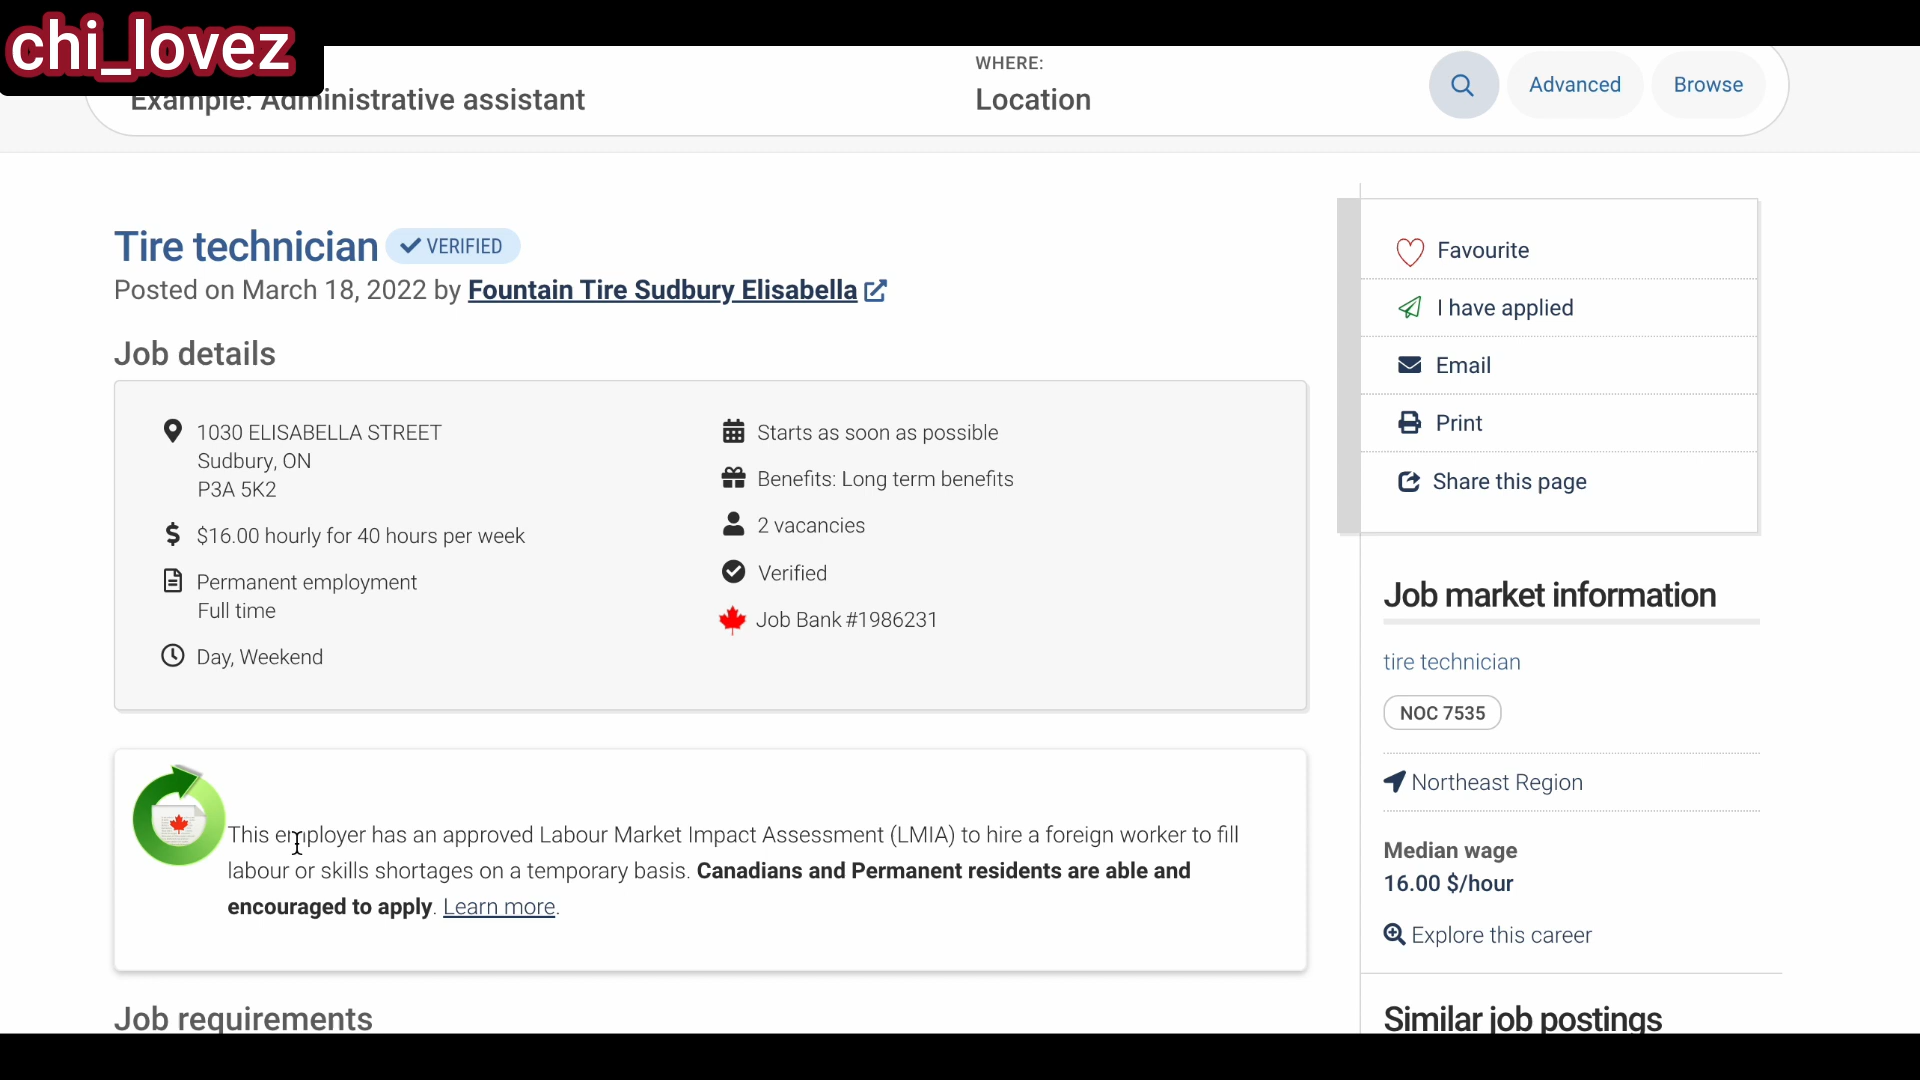 chi_lovez
WHERE:
Example: Administrative assistant
Location
Advanced
Browse
Tire technician
VERIFIED
Posted on March 18, 2022 by Fountain Tire Sudbury Elisabella
Job details
1030 ELISABELLA STREET
Sudbury, ON
P3A 5K2
$16.00 hourly for 40 hours per week
Permanent employment
Full time
Day, Weekend
Starts as soon as possible
Benefits: Long term benefits
2 vacancies
Verified
Job Bank #1986231
This employer has an approved Labour Market Impact Assessment (LMIA) to hire a foreign worker to fill
labour or skills shortages on a temporary basis. Canadians and Permanent residents are able and
encouraged to apply. Learn more.
Job requirements
Favourite
I have applied
Email
Print
Share this page
Job market information
tire technician
NOC 7535
Northeast Region
Median wage
16.00 $/hour
Explore this career
Similar job postings